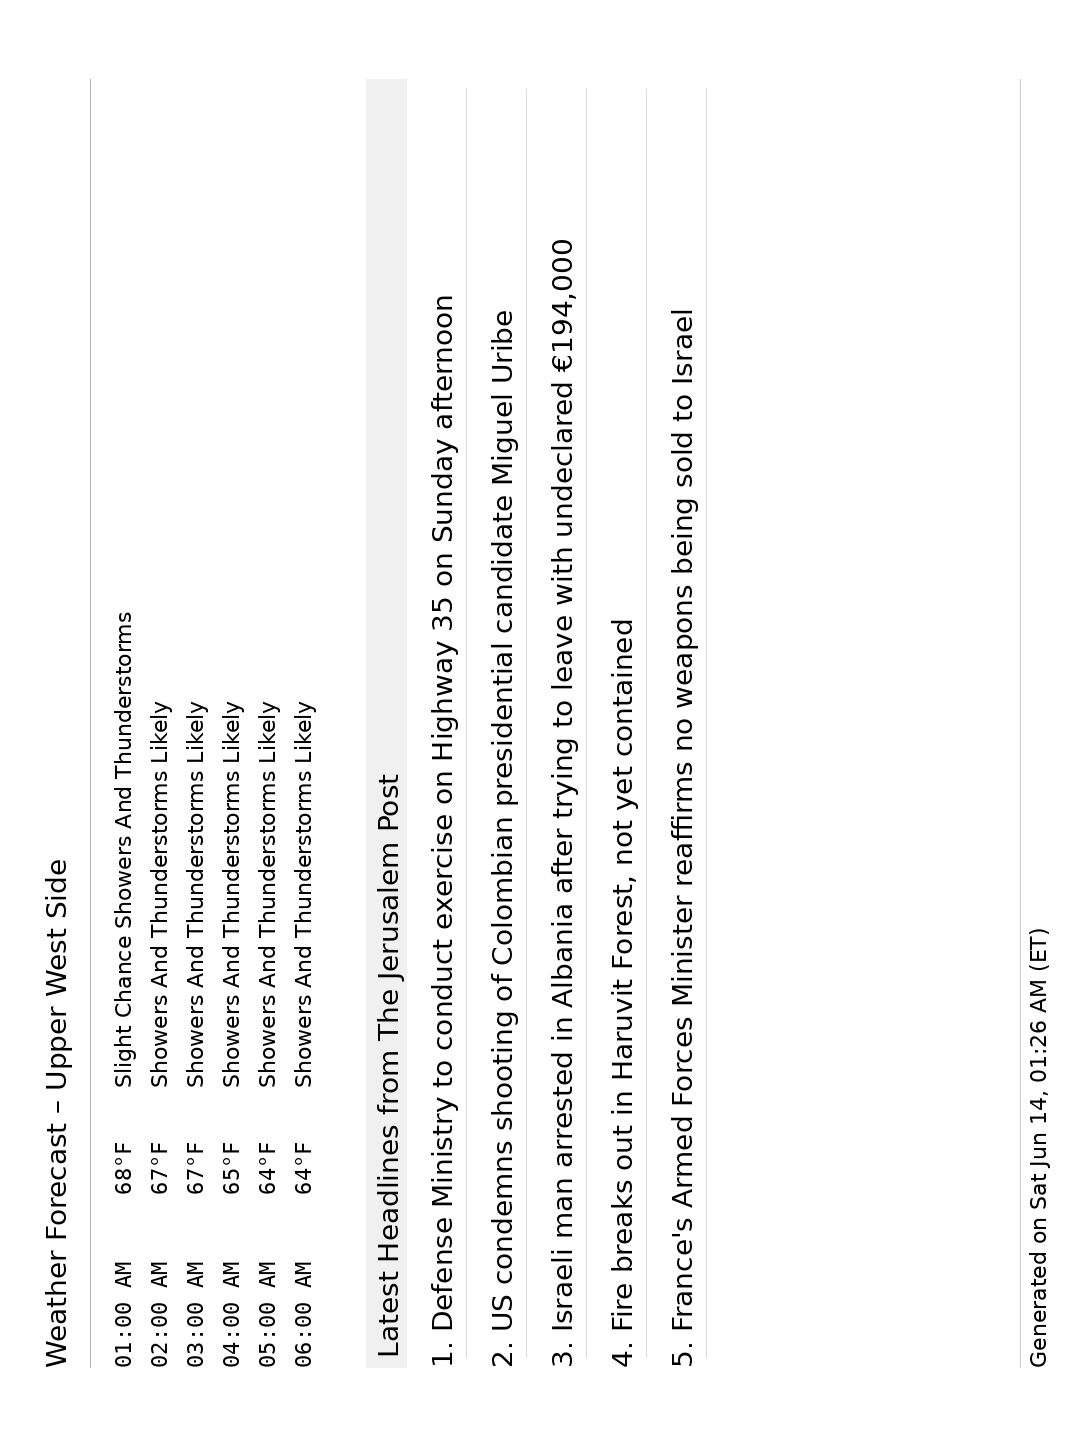 Weather Forecast – Upper West Side
01:00 AM 68°F Slight Chance Showers And Thunderstorms
02:00 AM 67°F Showers And Thunderstorms Likely
03:00 AM 67°F Showers And Thunderstorms Likely
04:00 AM 65°F Showers And Thunderstorms Likely
05:00 AM 64°F Showers And Thunderstorms Likely
06:00 AM 64°F Showers And Thunderstorms Likely
Latest Headlines from The Jerusalem Post
1. Defense Ministry to conduct exercise on Highway 35 on Sunday afternoon
2. US condemns shooting of Colombian presidential candidate Miguel Uribe
3. Israeli man arrested in Albania after trying to leave with undeclared €194,000
4. Fire breaks out in Haruvit Forest, not yet contained
5. France's Armed Forces Minister reaffirms no weapons being sold to Israel
Generated on Sat Jun 14, 01:26 AM (ET)